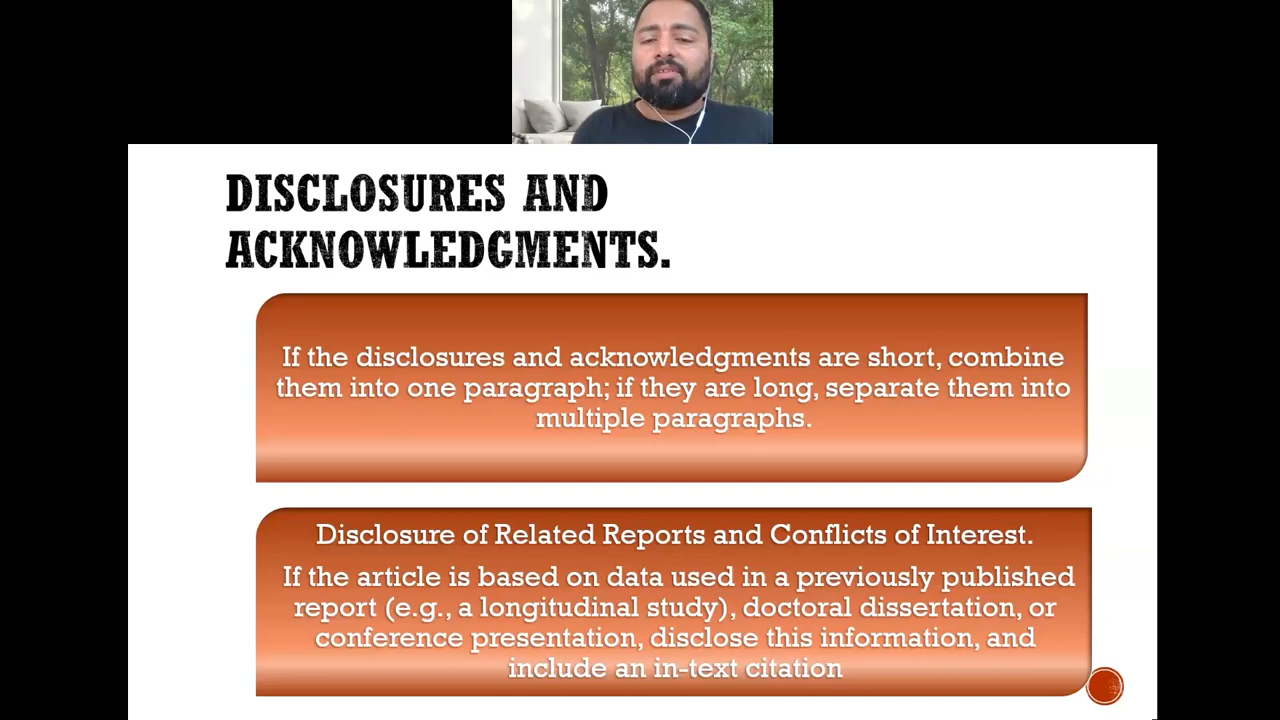 DISCLOSURES AND
ACKNOWLEDGMENTS.
If the disclosures and acknowledgments are short, combine
them into one paragraph; if they are long, separate them into
multiple paragraphs.
Disclosure of Related Reports and Conflicts of Interest.
If the article is based on data used in a previously published
report (e.g., a longitudinal study), doctoral dissertation, or
conference presentation, disclose this information, and
include an in-text citation